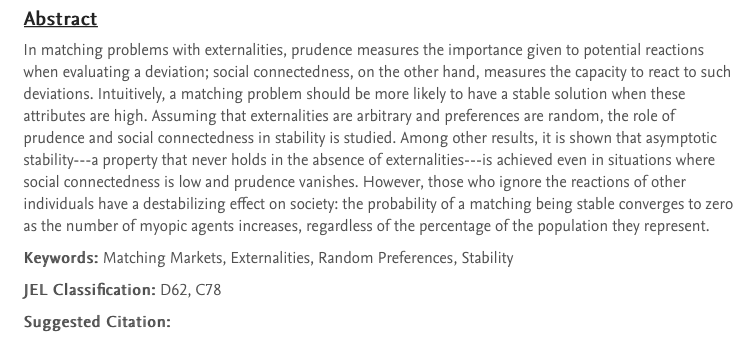 Abstract
In matching problems with externalities, prudence measures the importance given to potential reactions
when evaluating a deviation; social connectedness, on the other hand, measures the capacity to react to such
deviations. Intuitively, a matching problem should be more likely to have a stable solution when these
attributes are high. Assuming that externalities are arbitrary and preferences are random, the role of
prudence and social connectedness in stability is studied. Among other results, it is shown that asymptotic
stability---a property that never holds in the absence of externalities---is achieved even in situations where
social connectedness is low and prudence vanishes. However, those who ignore the reactions of other
individuals have a destabilizing effect on society: the probability of a matching being stable converges to zero
as the number of myopic agents increases, regardless of the percentage of the population they represent.
Keywords: Matching Markets, Externalities, Random Preferences, Stability
JEL Classification: D62, C78
Suggested Citation: